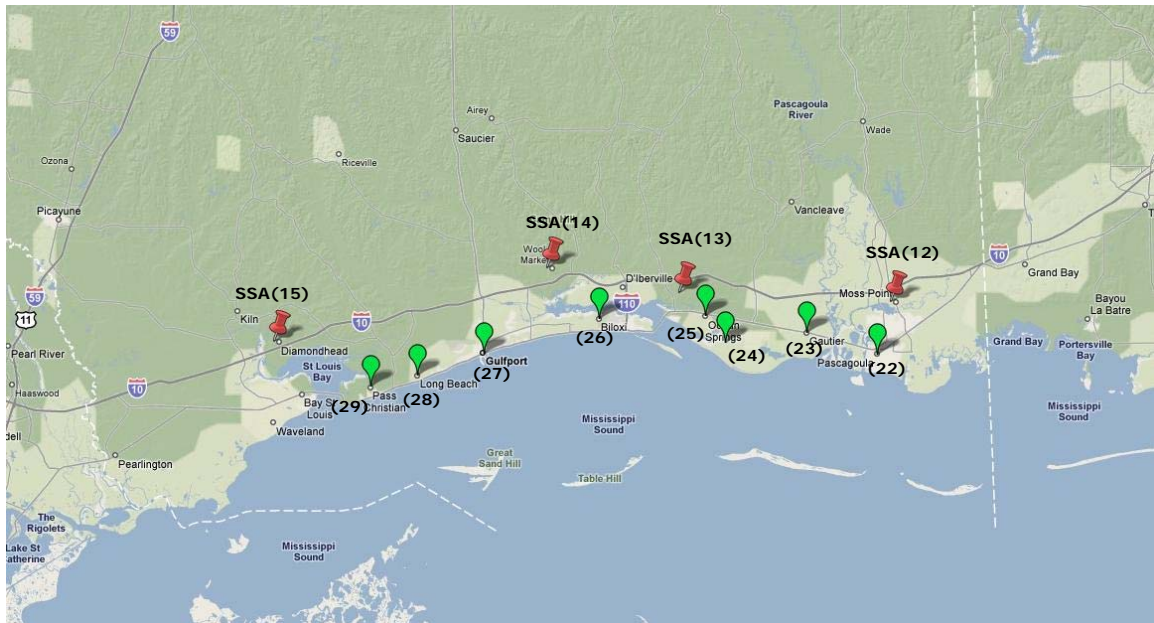 59
Airey
Saucier
Pascagoula
River
Wade
Ozona
Riceville
Picayune
Vancleave
SSA(14)
SSA(13)
SSA(12)
Market
D'Iberville
10
Grand Bay
59
SSA(15)
Moss Point
11
Kiln
10
110
Bayou
La Batre
(26)
Biloxi
(25)
Springs
(24)
(23)
Gautier
Pascagoula
(22)
Grand Bay
Portersville
Bay
Pearl River
Diamondhead
St Louis
Bay
Gulfport
(27)
Long Beach
(28)
Haaswood
10
Bay St
Louis
(29)
Pass
Christian
Waveland
Mississippi
Sound
Mississippi
Sound
Pearlington
Great
Sand Hill
Table Hill
The
Rigolets
Lake St
Catherine
Mississippi
Sound